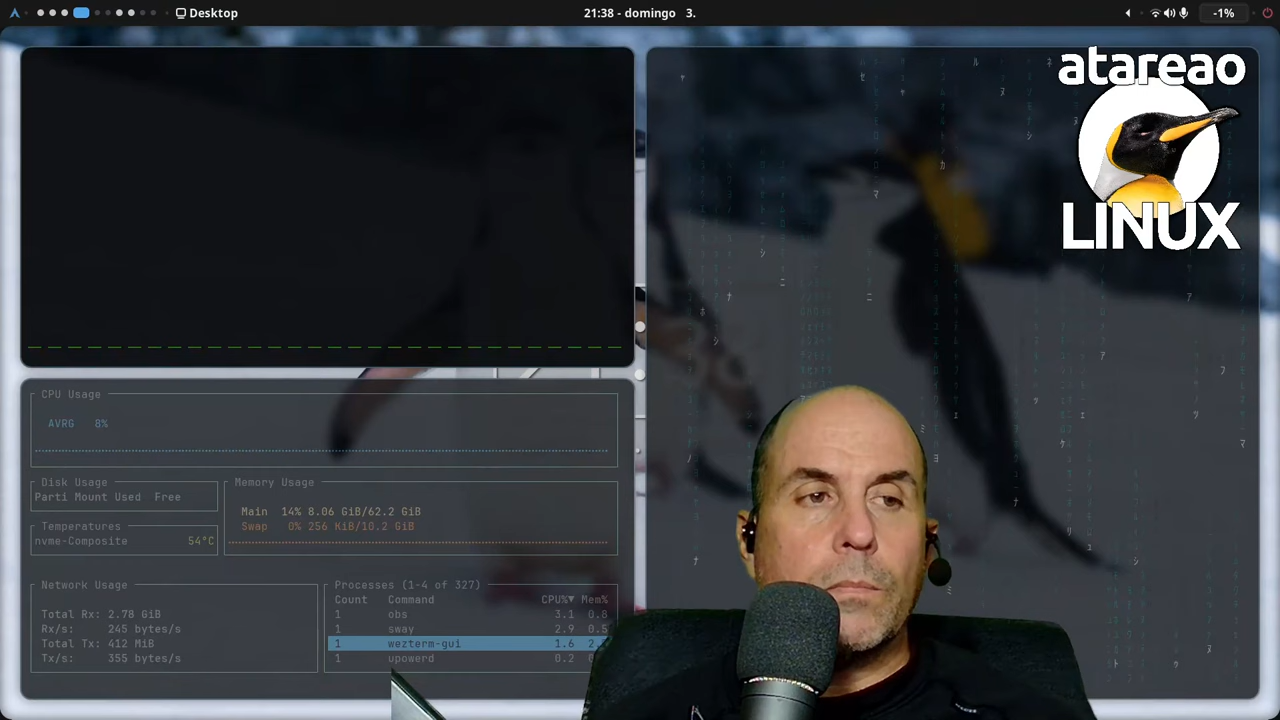 Desktop
21:38 - domingo 3.
-1%
atareao
LINUX
CPU Usage
AVRG 8%
Disk Usage
Parti Mount Used Free
Temperatures
nvme-Composite 54°C
Memory Usage
Main 14% 8.06 GiB/62.2 GiB
Swap 0% 256 KiB/10.2 GiB
Network Usage
Total Rx: 2.78 GiB
Rx/s: 245 bytes/s
Total Tx: 412 MiB
Tx/s: 355 bytes/s
Processes (1-4 of 327)
Count Command CPU%▼ Mem%
1 obs 3.1 0.8
1 sway 2.9 0.5
1 wezterm-gui 1.6
1 upowerd 0.2